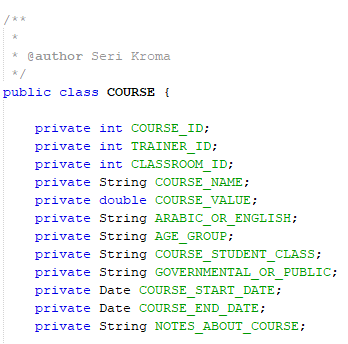 /**
*
* @author Seri Kroma
*/
public class COURSE {
private int COURSE_ID;
private int TRAINER_ID;
private int CLASSROOM_ID;
private String COURSE_NAME;
private double COURSE_VALUE;
private String ARABIC_OR_ENGLISH;
private String AGE_GROUP;
private String COURSE_STUDENT_CLASS;
private String GOVERNMENTAL_OR_PUBLIC;
private Date COURSE_START_DATE;
private Date COURSE_END_DATE;
private String NOTES_ABOUT_COURSE;